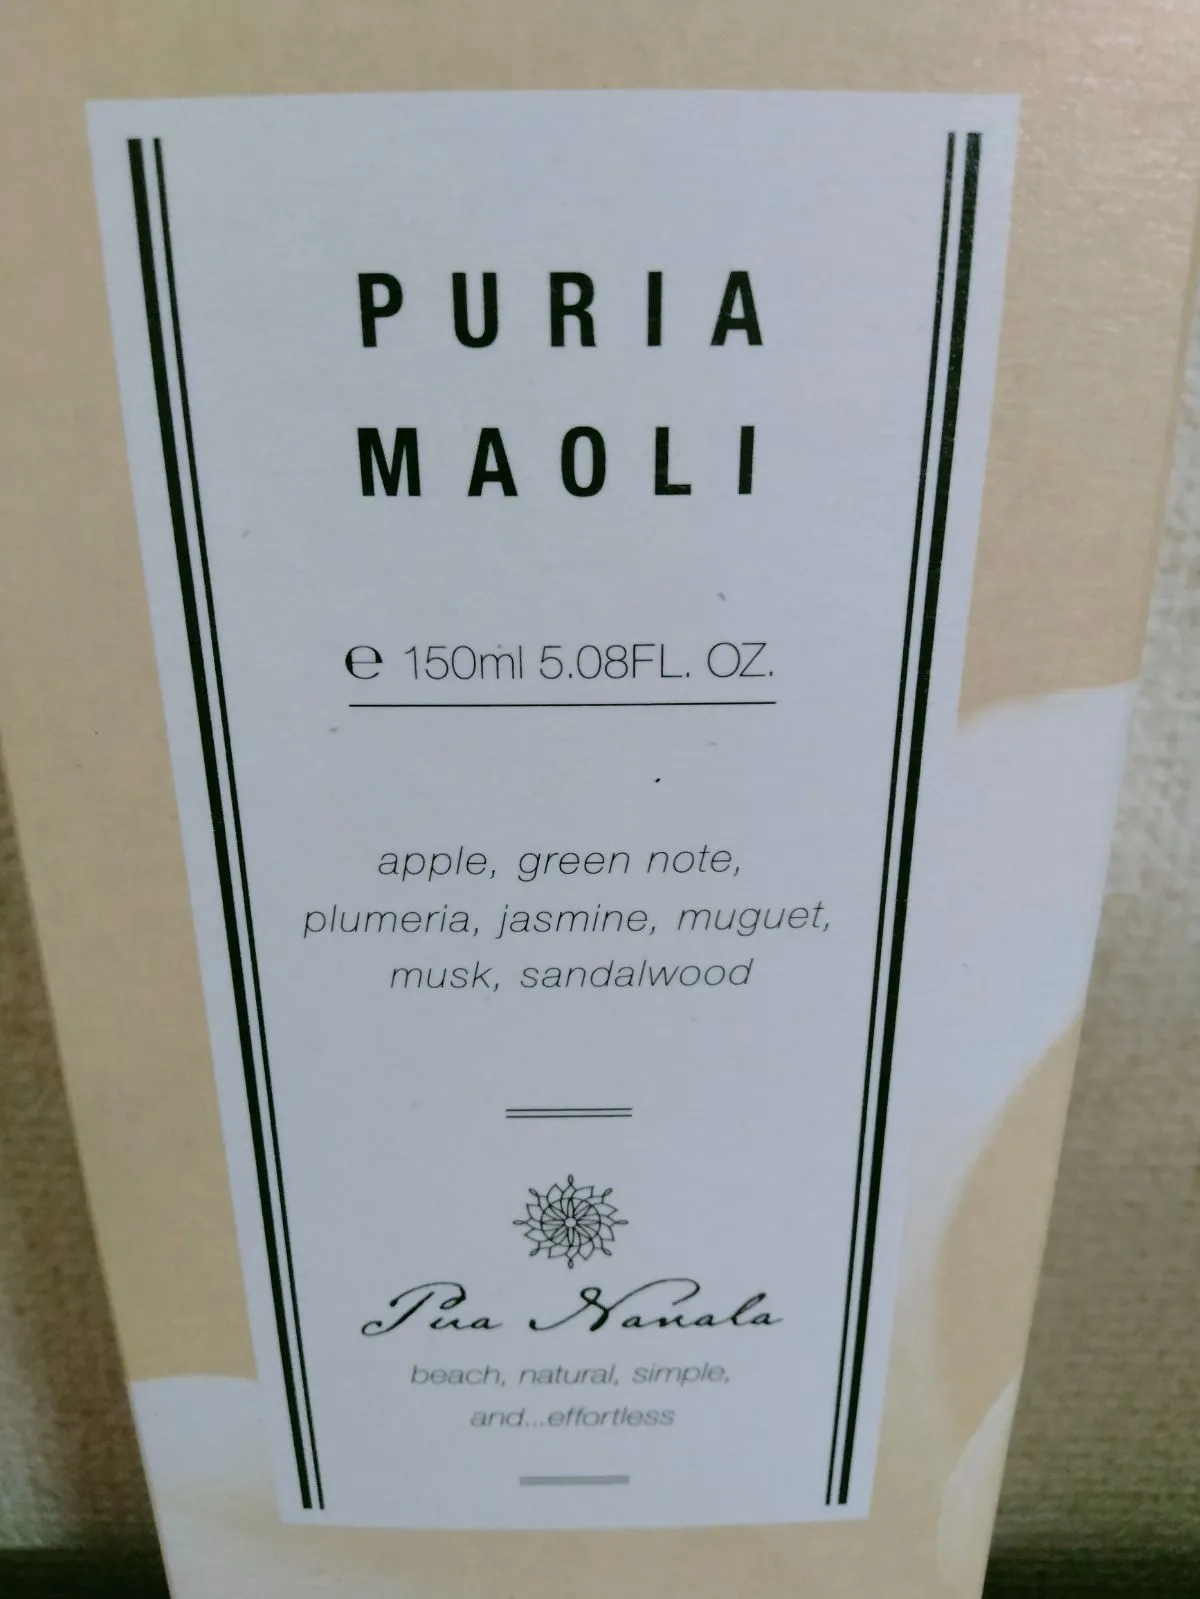 PURIA
MAOLI
℮ 150ml 5.08FL. OZ.
apple, green note,
plumeria, jasmine, muguet,
musk, sandalwood
Pua Nanala
beach, natural, simple,
and...effortless